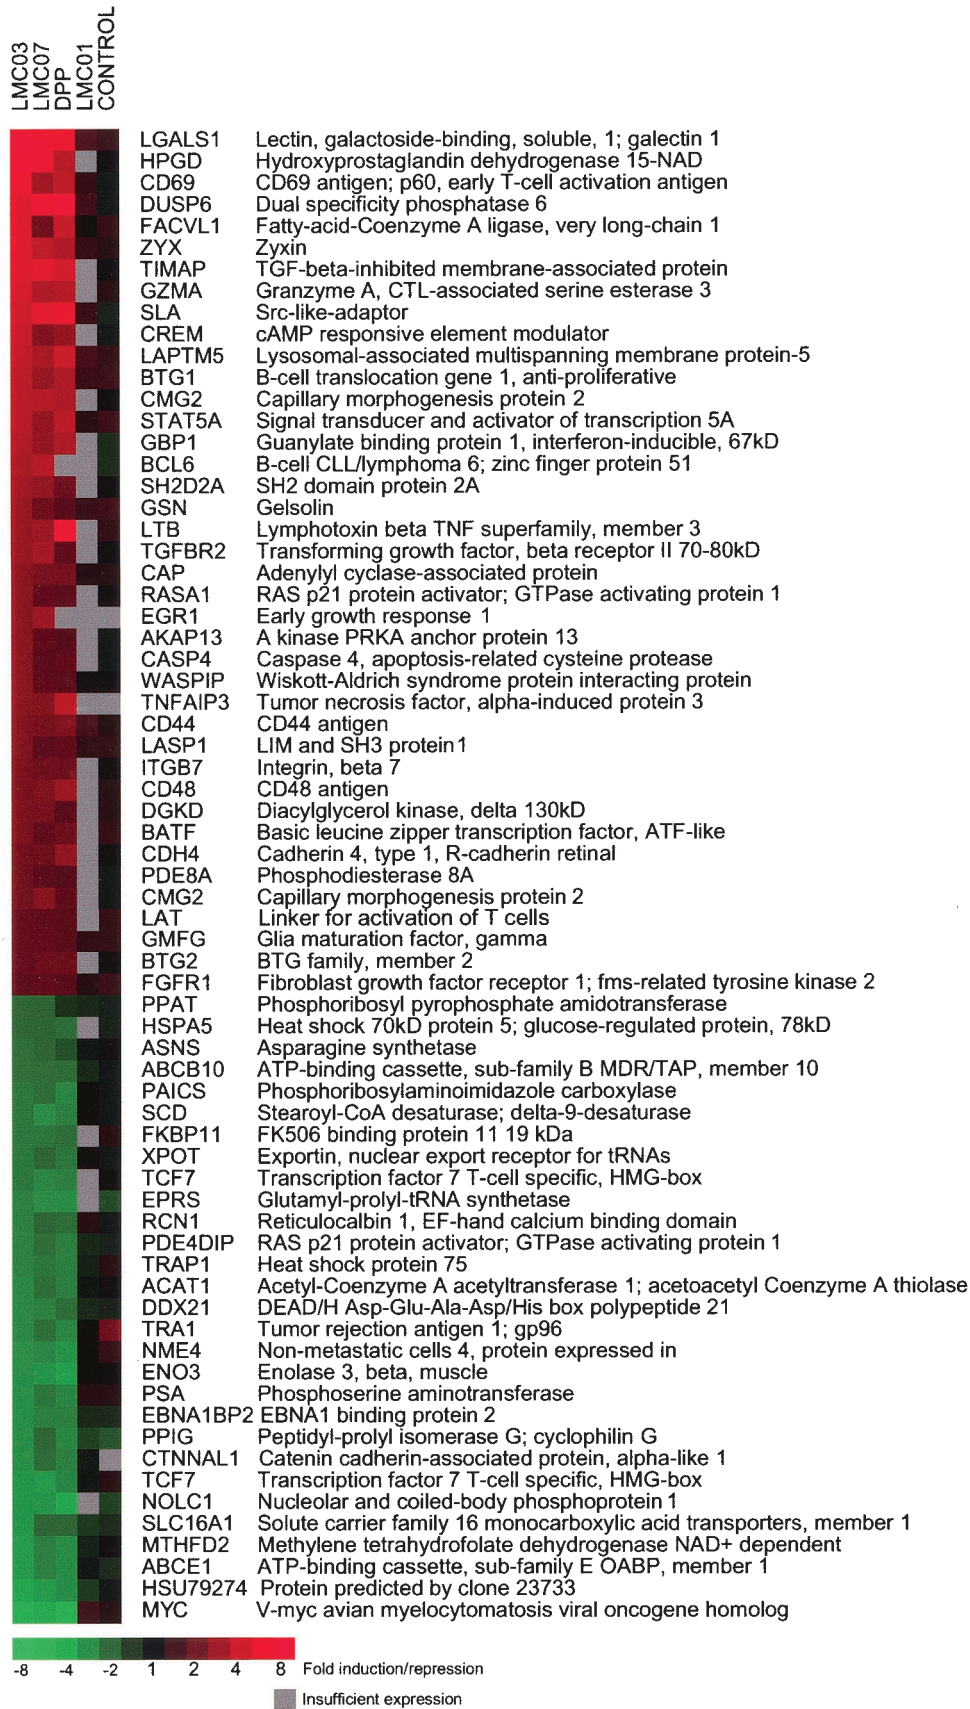 LMC03
LMC07
DPP
LMC01
CONTROL
LGALS1 Lectin, galactoside-binding, soluble, 1; galectin 1
HPGD Hydroxyprostaglandin dehydrogenase 15-NAD
CD69 CD69 antigen; p60, early T-cell activation antigen
DUSP6 Dual specificity phosphatase 6
FACVL1 Fatty-acid-Coenzyme A ligase, very long-chain 1
ZYX Zyxin
TIMAP TGF-beta-inhibited membrane-associated protein
GZMA Granzyme A, CTL-associated serine esterase 3
SLA Src-like-adaptor
CREM cAMP responsive element modulator
LAPTM5 Lysosomal-associated multispanning membrane protein-5
BTG1 B-cell translocation gene 1, anti-proliferative
CMG2 Capillary morphogenesis protein 2
STAT5A Signal transducer and activator of transcription 5A
GBP1 Guanylate binding protein 1, interferon-inducible, 67kD
BCL6 B-cell CLL/lymphoma 6; zinc finger protein 51
SH2D2A SH2 domain protein 2A
GSN Gelsolin
LTB Lymphotoxin beta TNF superfamily, member 3
TGFBR2 Transforming growth factor, beta receptor II 70-80kD
CAP Adenylyl cyclase-associated protein
RASA1 RAS p21 protein activator; GTPase activating protein 1
EGR1 Early growth response 1
AKAP13 A kinase PRKA anchor protein 13
CASP4 Caspase 4, apoptosis-related cysteine protease
WASPIP Wiskott-Aldrich syndrome protein interacting protein
TNFAIP3 Tumor necrosis factor, alpha-induced protein 3
CD44 CD44 antigen
LASP1 LIM and SH3 protein1
ITGB7 Integrin, beta 7
CD48 CD48 antigen
DGKD Diacylglycerol kinase, delta 130kD
BATF Basic leucine zipper transcription factor, ATF-like
CDH4 Cadherin 4, type 1, R-cadherin retinal
PDE8A Phosphodiesterase 8A
CMG2 Capillary morphogenesis protein 2
LAT Linker for activation of T cells
GMFG Glia maturation factor, gamma
BTG2 BTG family, member 2
FGFR1 Fibroblast growth factor receptor 1; fms-related tyrosine kinase 2
PPAT Phosphoribosyl pyrophosphate amidotransferase
HSPA5 Heat shock 70kD protein 5; glucose-regulated protein, 78kD
ASNS Asparagine synthetase
ABCB10 ATP-binding cassette, sub-family B MDR/TAP, member 10
PAICS Phosphoribosylaminoimidazole carboxylase
SCD Stearoyl-CoA desaturase; delta-9-desaturase
FKBP11 FK506 binding protein 11 19 kDa
XPOT Exportin, nuclear export receptor for tRNAs
TCF7 Transcription factor 7 T-cell specific, HMG-box
EPRS Glutamyl-prolyl-tRNA synthetase
RCN1 Reticulocalbin 1, EF-hand calcium binding domain
PDE4DIP RAS p21 protein activator; GTPase activating protein 1
TRAP1 Heat shock protein 75
ACAT1 Acetyl-Coenzyme A acetyltransferase 1; acetoacetyl Coenzyme A thiolase
DDX21 DEAD/H Asp-Glu-Ala-Asp/His box polypeptide 21
TRA1 Tumor rejection antigen 1; gp96
NME4 Non-metastatic cells 4, protein expressed in
ENO3 Enolase 3, beta, muscle
PSA Phosphoserine aminotransferase
EBNA1BP2 EBNA1 binding protein 2
PPIG Peptidyl-prolyl isomerase G; cyclophilin G
CTNNAL1 Catenin cadherin-associated protein, alpha-like 1
TCF7 Transcription factor 7 T-cell specific, HMG-box
NOLC1 Nucleolar and coiled-body phosphoprotein 1
SLC16A1 Solute carrier family 16 monocarboxylic acid transporters, member 1
MTHFD2 Methylene tetrahydrofolate dehydrogenase NAD+ dependent
ABCE1 ATP-binding cassette, sub-family E OABP, member 1
HSU79274 Protein predicted by clone 23733
MYC V-myc avian myelocytomatosis viral oncogene homolog
-8 -4 -2 1 2 4 8 Fold induction/repression
Insufficient expression